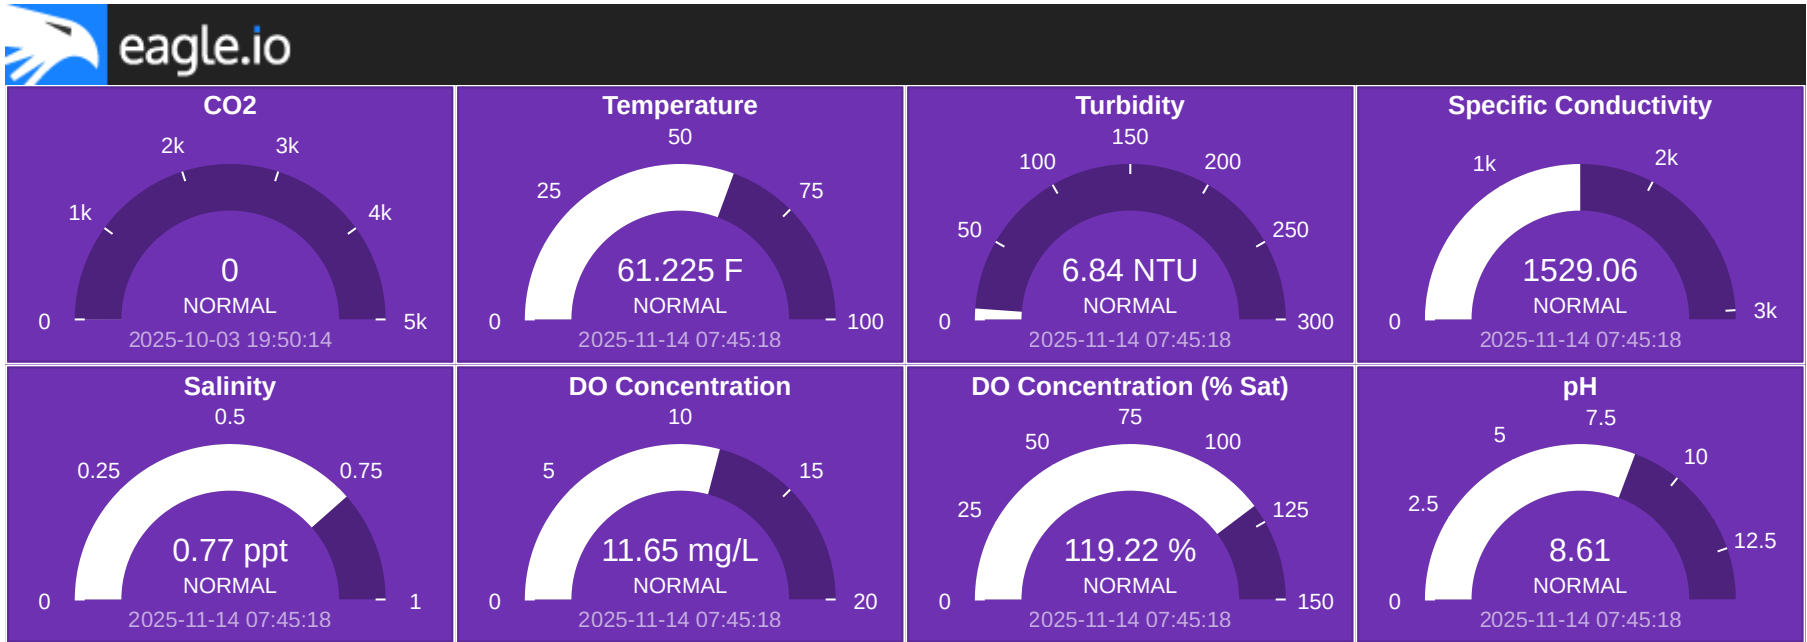 eagle.io
CO2
2k
3k
1k
4k
0
0
5k
NORMAL
2025-10-03 19:50:14
Temperature
50
25
75
61.225 F
NORMAL
0
100
2025-11-14 07:45:18
Turbidity
150
100
200
50
250
6.84 NTU
NORMAL
0
300
2025-11-14 07:45:18
Specific Conductivity
1k
2k
1529.06
NORMAL
0
3k
2025-11-14 07:45:18
Salinity
0.5
0.25
0.75
0.77 ppt
NORMAL
0
1
2025-11-14 07:45:18
DO Concentration
10
5
15
11.65 mg/L
NORMAL
0
20
2025-11-14 07:45:18
DO Concentration (% Sat)
75
50
100
25
125
119.22 %
NORMAL
0
150
2025-11-14 07:45:18
pH
7.5
5
10
2.5
12.5
8.61
NORMAL
0
2025-11-14 07:45:18